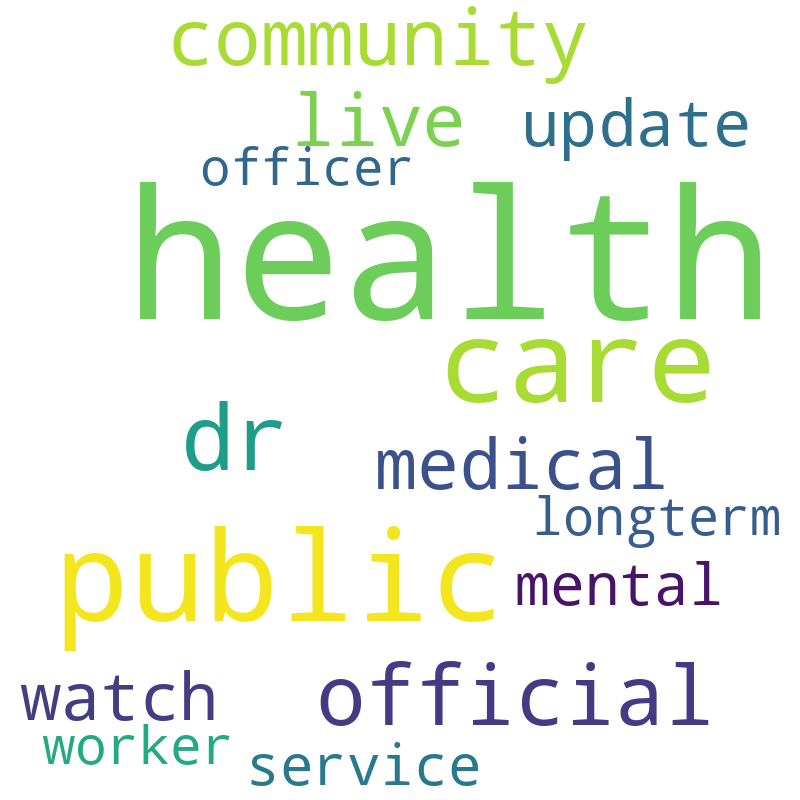 community
live
update
officer
health
care
dr
medical
longterm
public
mental
watch
official
worker
service